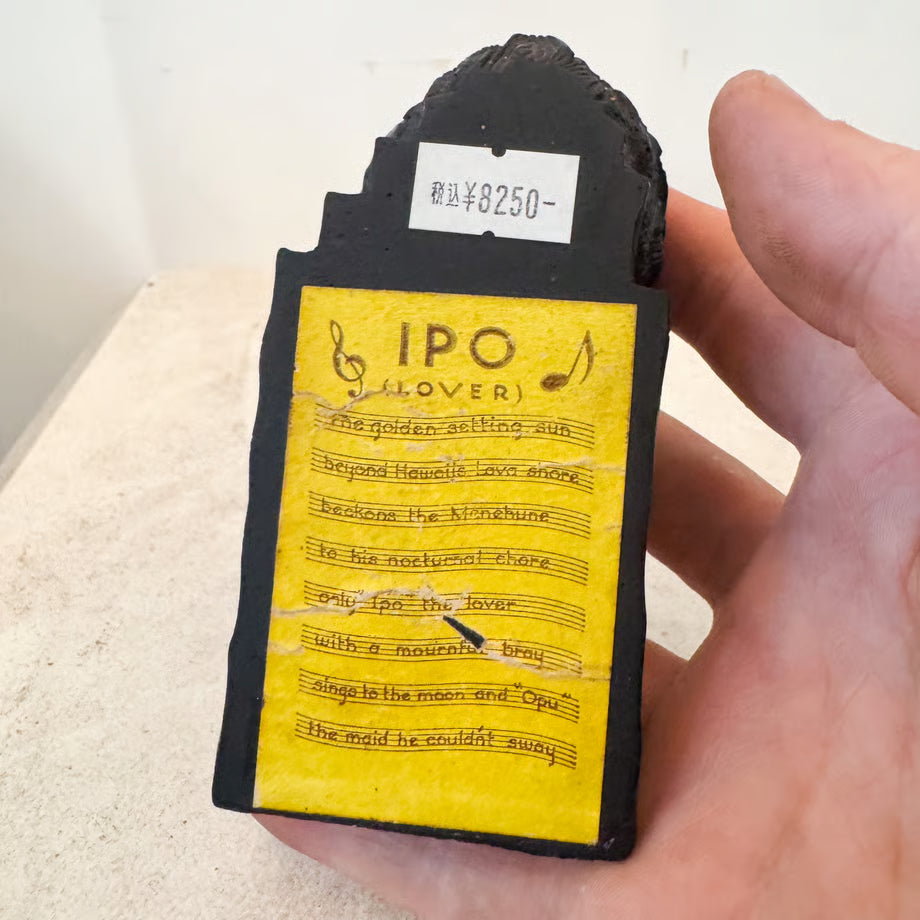 税込¥8250-
IPO
(LOVER)
The golden setting sun
beyond Hawaii's Lava shore
beckons the Menehune
to his nocturnal chore
only "Ipo" the lover
with a mournful bray
sings to the moon and "Opu"
the maid he couldn't sway